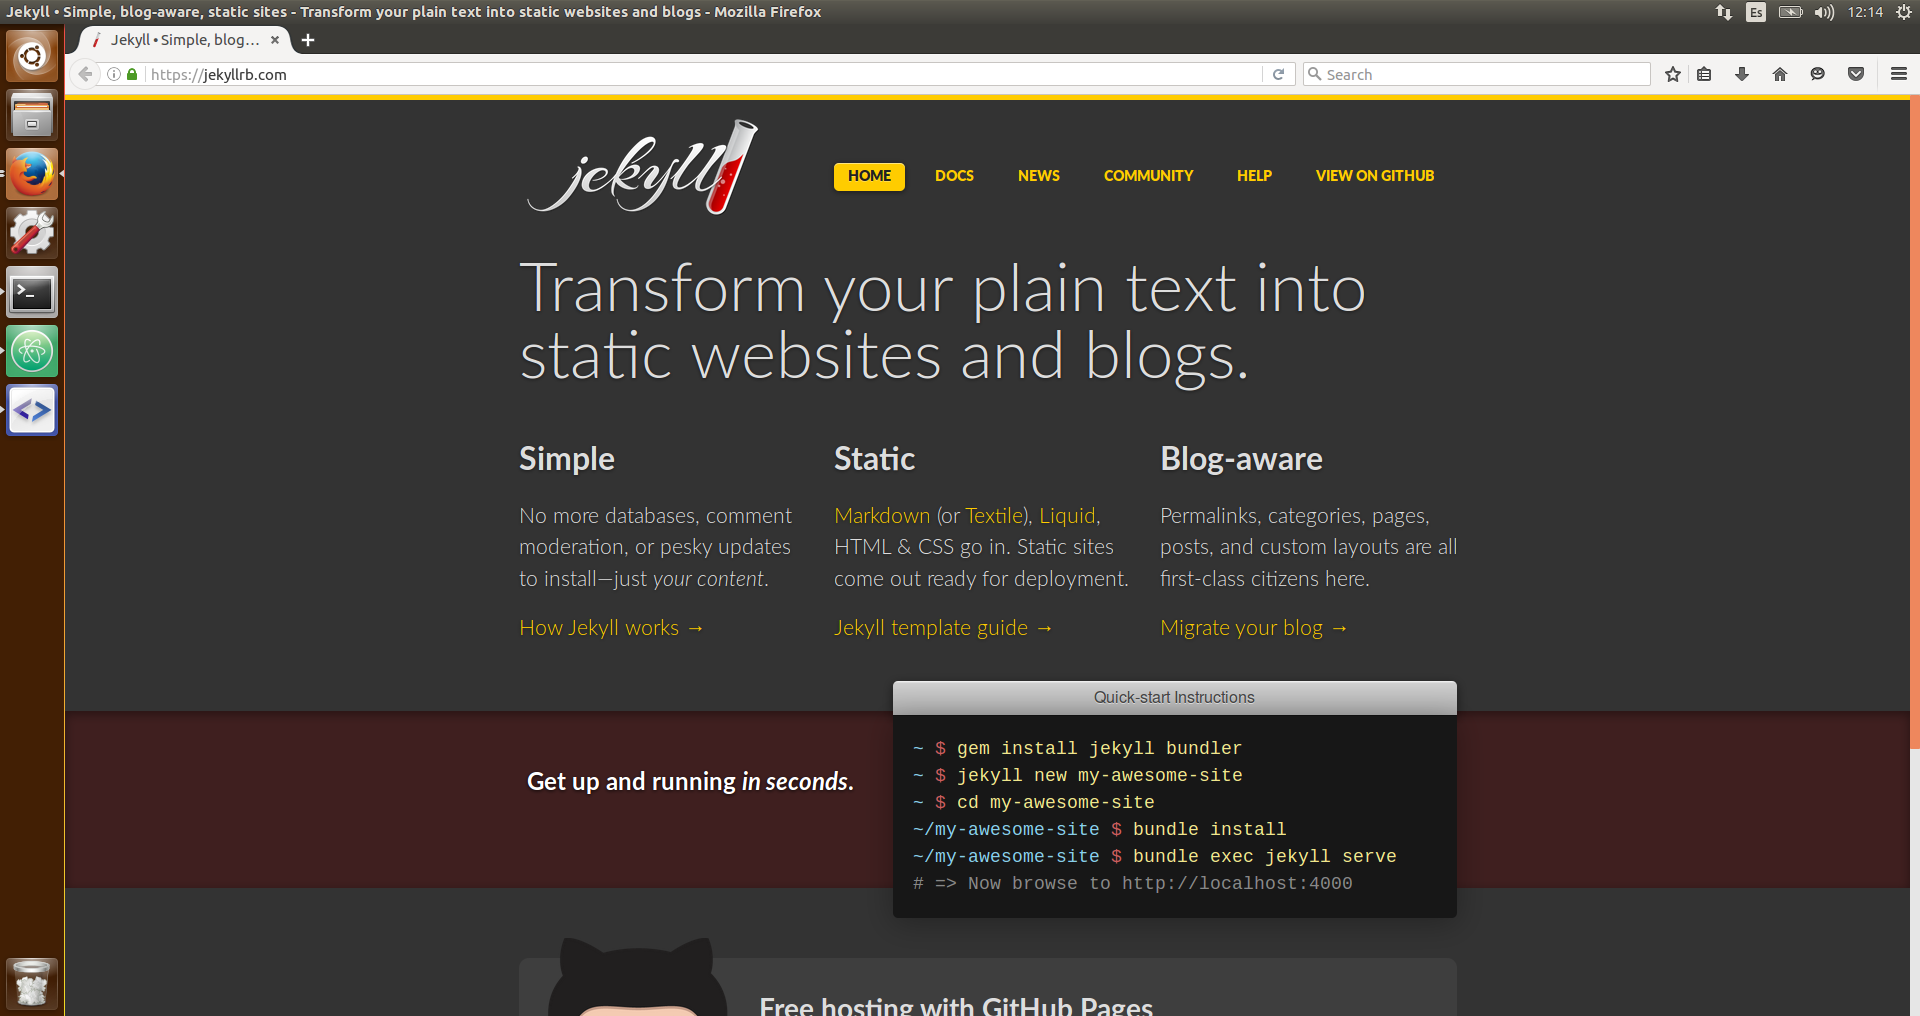 Jekyll • Simple, blog-aware, static sites - Transform your plain text into static websites and blogs - Mozilla Firefox
Es
12:14
Jekyll • Simple, blog...
https://jekyllrb.com
Search
jekyll
HOME
DOCS
NEWS
COMMUNITY
HELP
VIEW ON GITHUB
Transform your plain text into
static websites and blogs.
Simple
No more databases, comment
moderation, or pesky updates
to install—just your content.
How Jekyll works →
Static
Markdown (or Textile), Liquid,
HTML & CSS go in. Static sites
come out ready for deployment.
Jekyll template guide →
Blog-aware
Permalinks, categories, pages,
posts, and custom layouts are all
first-class citizens here.
Migrate your blog →
Get up and running in seconds.
Quick-start Instructions
~ $ gem install jekyll bundler
~ $ jekyll new my-awesome-site
~ $ cd my-awesome-site
~/my-awesome-site $ bundle install
~/my-awesome-site $ bundle exec jekyll serve
# => Now browse to http://localhost:4000
Free hosting with GitHub Pages